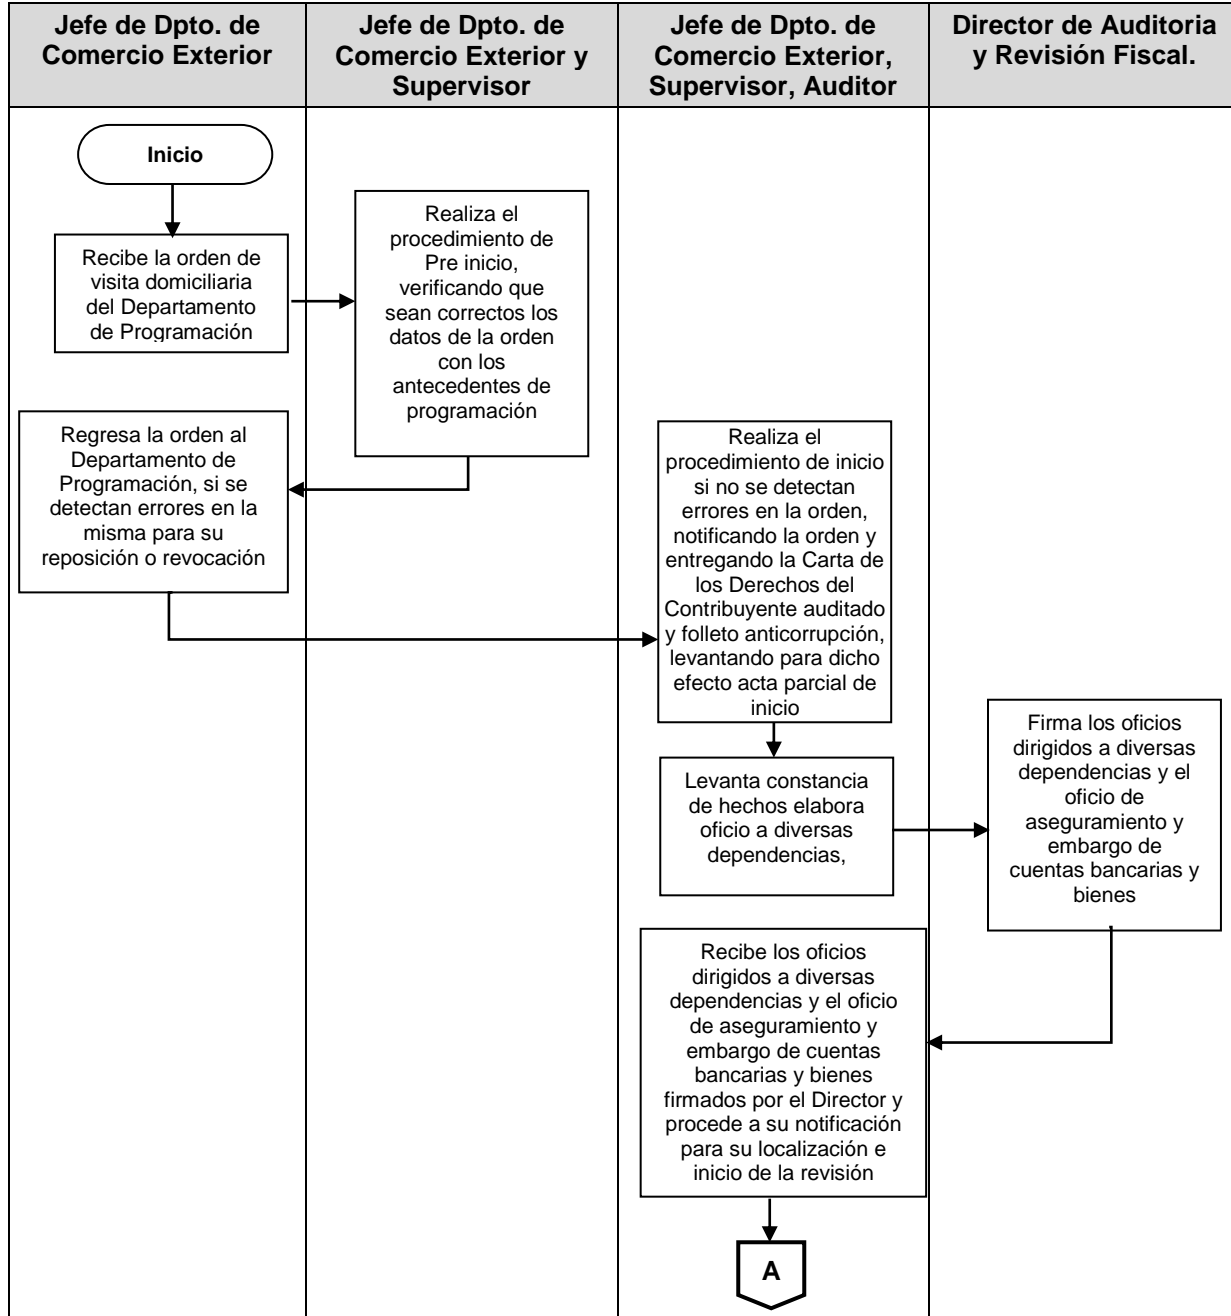 Jefe de Dpto. de
Comercio Exterior
Jefe de Dpto. de
Comercio Exterior y
Supervisor
Jefe de Dpto. de
Comercio Exterior,
Supervisor, Auditor
Director de Auditoria
y Revisión Fiscal.
Inicio
Recibe la orden de
visita domiciliaria
del Departamento
de Programación
Realiza el
procedimiento de
Pre inicio,
verificando que
sean correctos los
datos de la orden
con los
antecedentes de
programación
Regresa la orden al
Departamento de
Programación, si se
detectan errores en la
misma para su
reposición o revocación
Realiza el
procedimiento de inicio
si no se detectan
errores en la orden,
notificando la orden y
entregando la Carta de
los Derechos del
Contribuyente auditado
y folleto anticorrupción,
levantando para dicho
efecto acta parcial de
inicio
Levanta constancia
de hechos elabora
oficio a diversas
dependencias,
Firma los oficios
dirigidos a diversas
dependencias y el
oficio de
aseguramiento y
embargo de
cuentas bancarias y
bienes
Recibe los oficios
dirigidos a diversas
dependencias y el oficio
de aseguramiento y
embargo de cuentas
bancarias y bienes
firmados por el Director y
procede a su notificación
para su localización e
inicio de la revisión
A